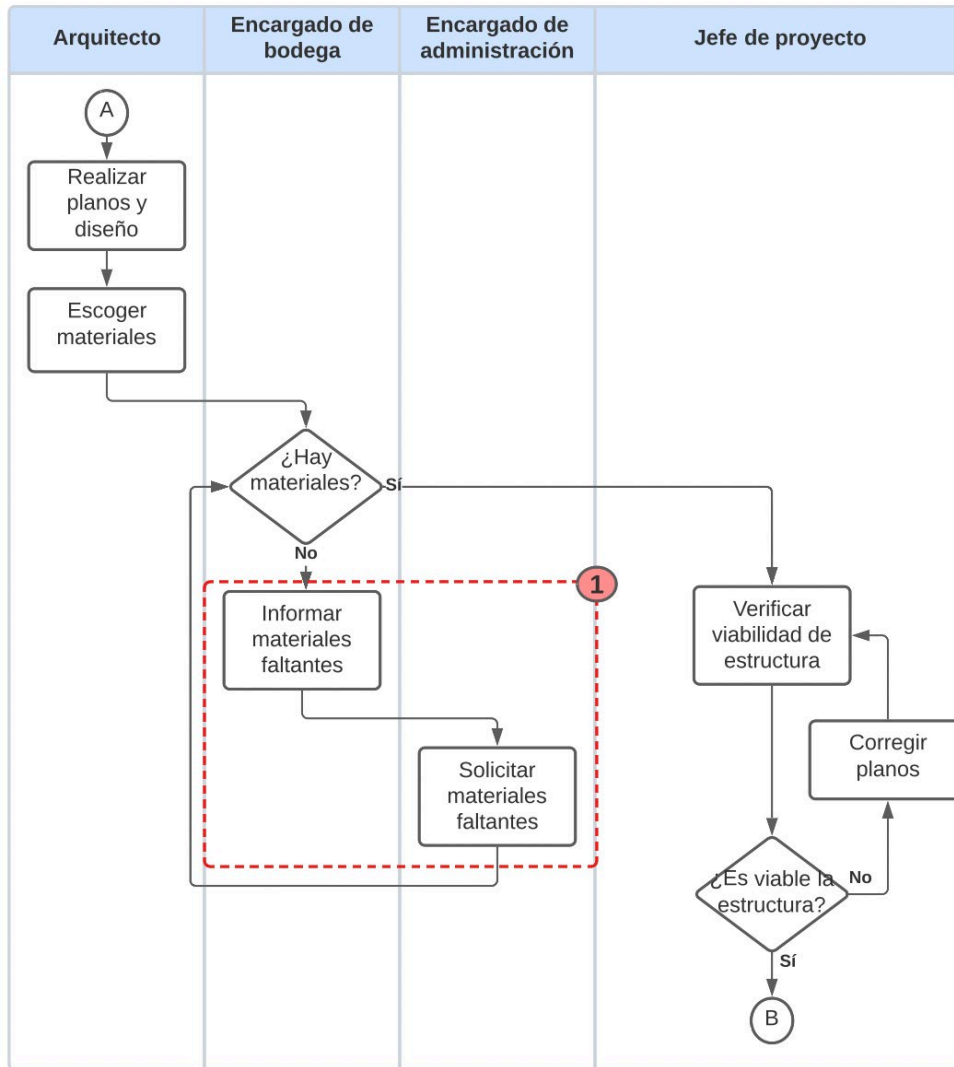 Arquitecto
Encargado de
bodega
Encargado de
administración
Jefe de proyecto
A
Realizar
planos y
diseño
Escoger
materiales
¿Hay
materiales?
Sí
No
1
Informar
materiales
faltantes
Verificar
viabilidad de
estructura
Solicitar
materiales
faltantes
Corregir
planos
¿Es viable la
estructura?
No
Sí
B